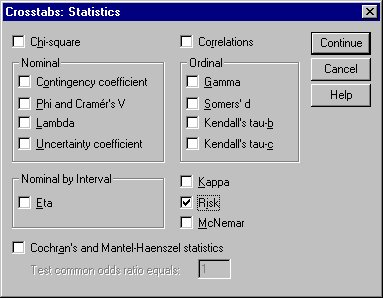 Crosstabs: Statistics
Chi-square
Correlations
Continue
Cancel
Help
Nominal
Contingency coefficient
Phi and Cramér's V
Lambda
Uncertainty coefficient
Ordinal
Gamma
Somers' d
Kendall's tau-b
Kendall's tau-c
Nominal by Interval
Eta
Kappa
Risk
McNemar
Cochran's and Mantel-Haenszel statistics
Test common odds ratio equals: 1